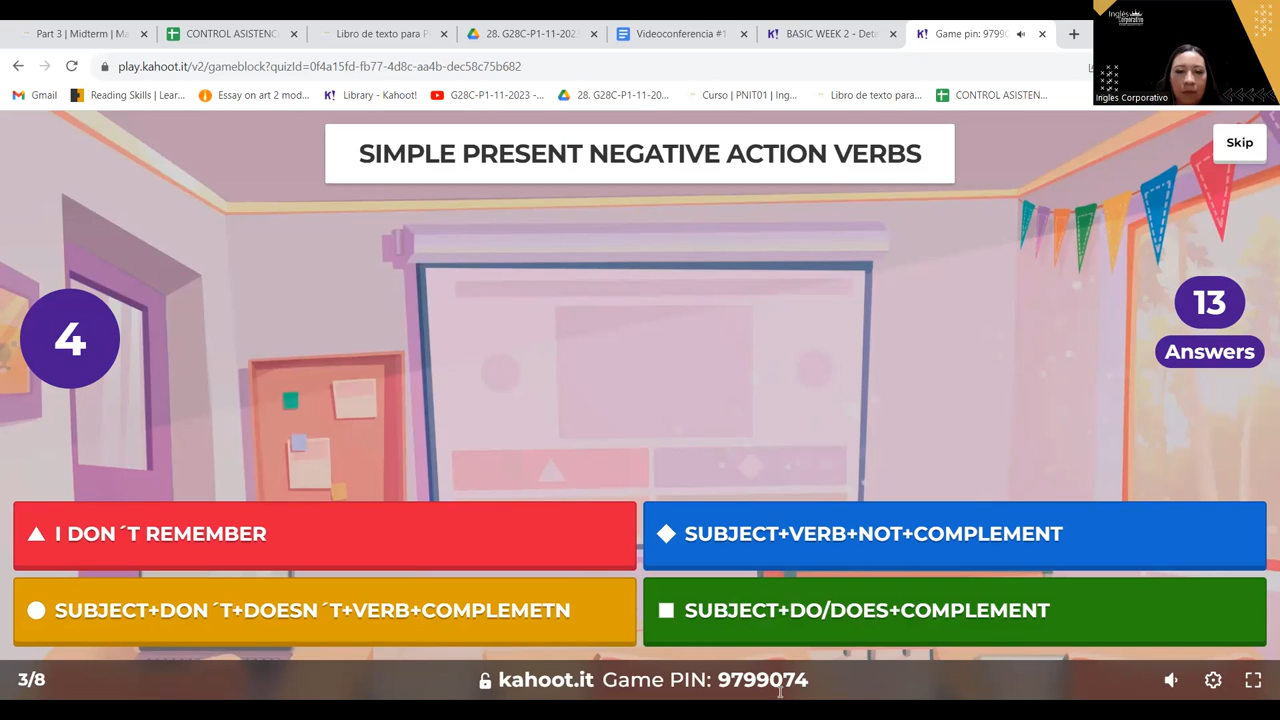 Part 3 | Midterm | Ma
CONTROL ASISTENC
Libro de texto para
28. G28C-P1-11-202
Videoconferencia #1
BASIC WEEK 2 - Deta
Game pin: 9799
play.kahoot.it/v2/gameblock?quizId=0f4a15fd-fb77-4d8c-aa4b-dec58c75b682
Gmail
Reading Skills | Lear...
Essay on art 2 mod...
Library - Kahoot
G28C-P1-11-2023 -...
28. G28C-P1-11-20...
Curso | PNIT01 | Ing...
Libro de texto para...
CONTROL ASISTEN...
Inglés
Corporativo
Ingles Corporativo
SIMPLE PRESENT NEGATIVE ACTION VERBS
Skip
4
13
Answers
I DON´T REMEMBER
SUBJECT+VERB+NOT+COMPLEMENT
SUBJECT+DON´T+DOESN´T+VERB+COMPLEMETN
SUBJECT+DO/DOES+COMPLEMENT
3/8
kahoot.it Game PIN: 9799074